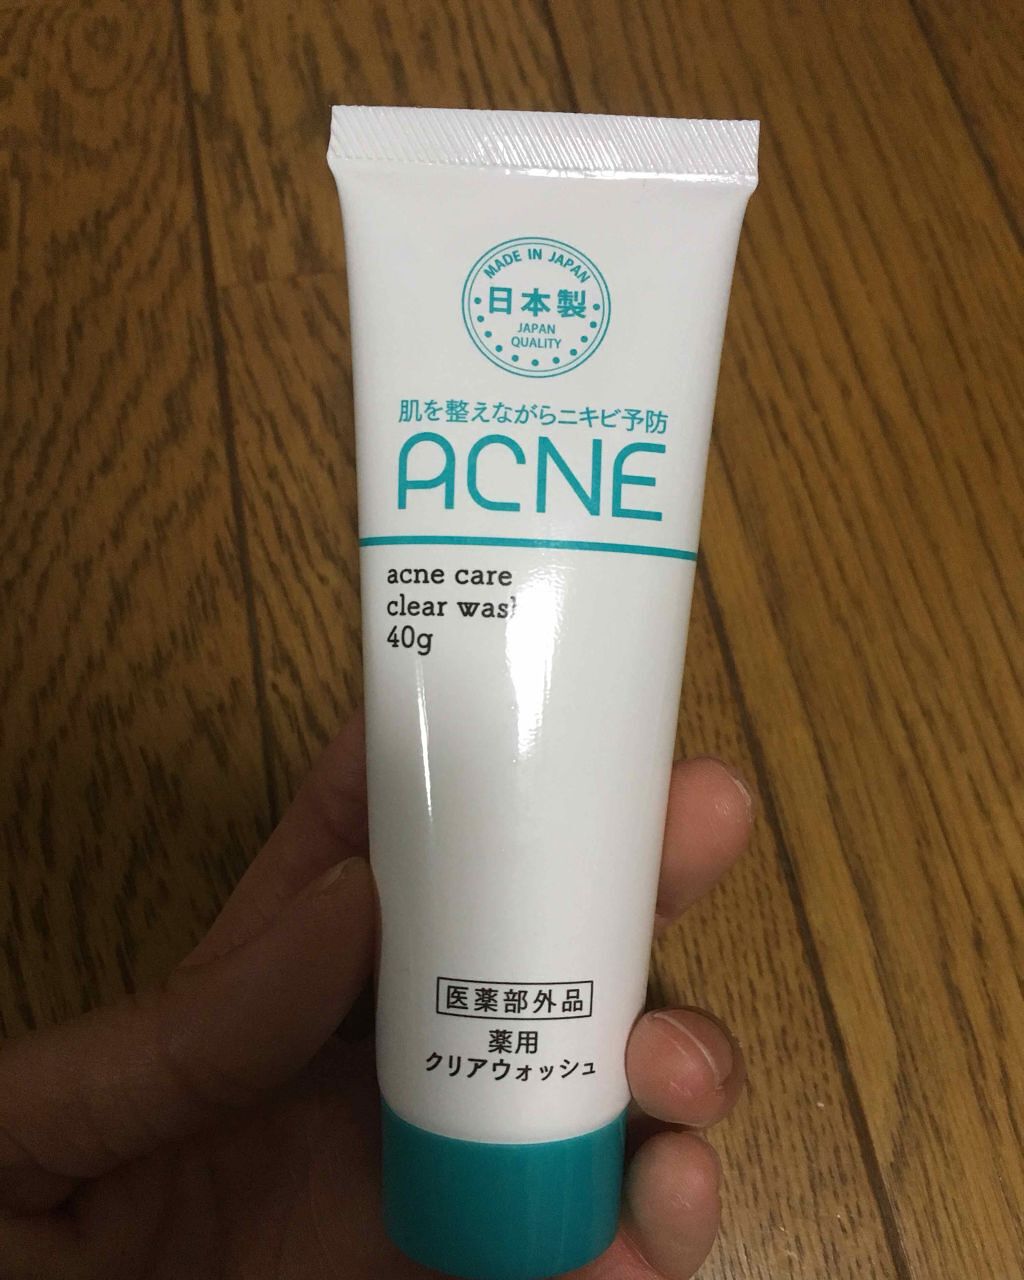 MADE IN JAPAN
日本製
JAPAN
QUALITY
肌を整えながらニキビ予防
ACNE
acne care
clear wash
40g
医薬部外品
薬用
クリアウォッシュ